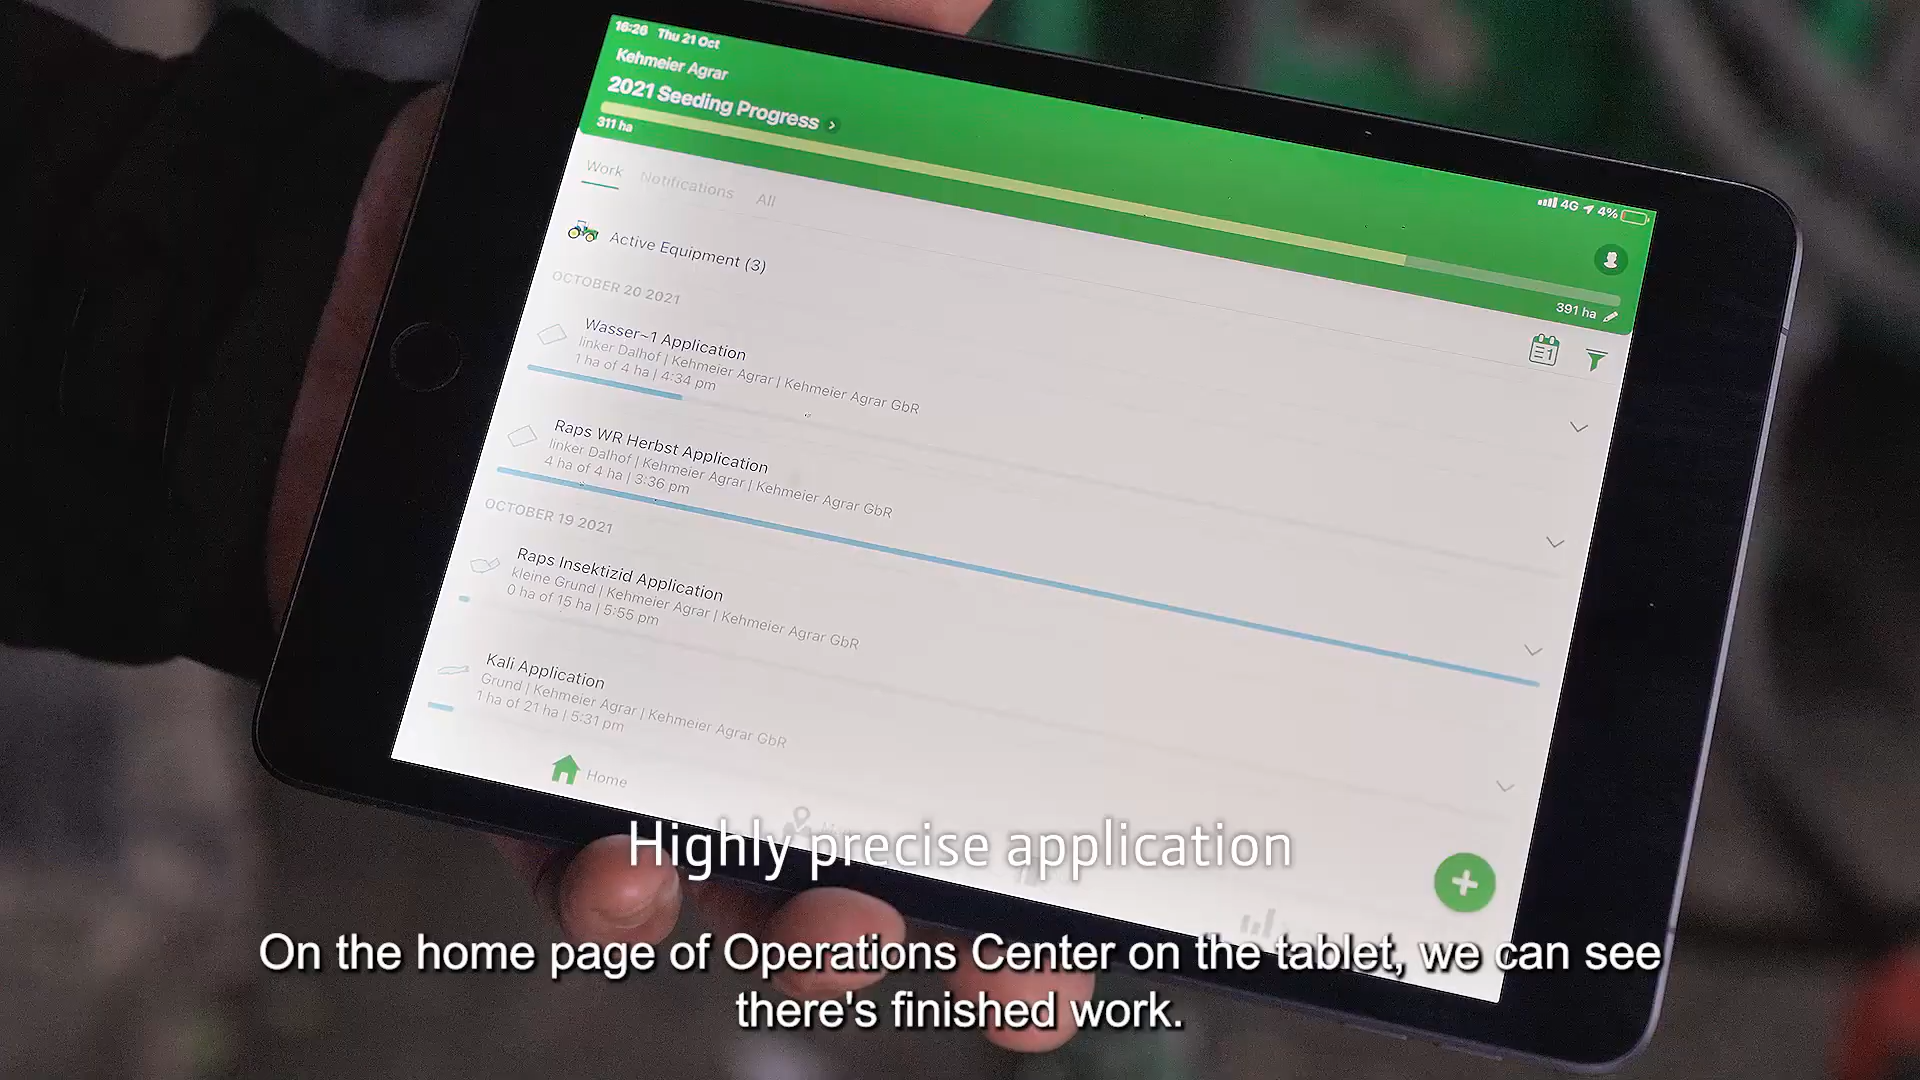 16:26 Thu 21 Oct
4G 4%
Kehmeier Agrar
2021 Seeding Progress >
311 ha
391 ha
Work Notifications All
Active Equipment (3)
OCTOBER 20 2021
Wasser~1 Application
linker Dalhof | Kehmeier Agrar | Kehmeier Agrar GbR
1 ha of 4 ha | 4:34 pm
Raps WR Herbst Application
linker Dalhof | Kehmeier Agrar | Kehmeier Agrar GbR
4 ha of 4 ha | 3:36 pm
OCTOBER 19 2021
Raps Insektizid Application
kleine Grund | Kehmeier Agrar | Kehmeier Agrar GbR
0 ha of 15 ha | 5:55 pm
Kali Application
Grund | Kehmeier Agrar | Kehmeier Agrar GbR
1 ha of 21 ha | 5:31 pm
Home
Highly precise application
On the home page of Operations Center on the tablet, we can see
there's finished work.